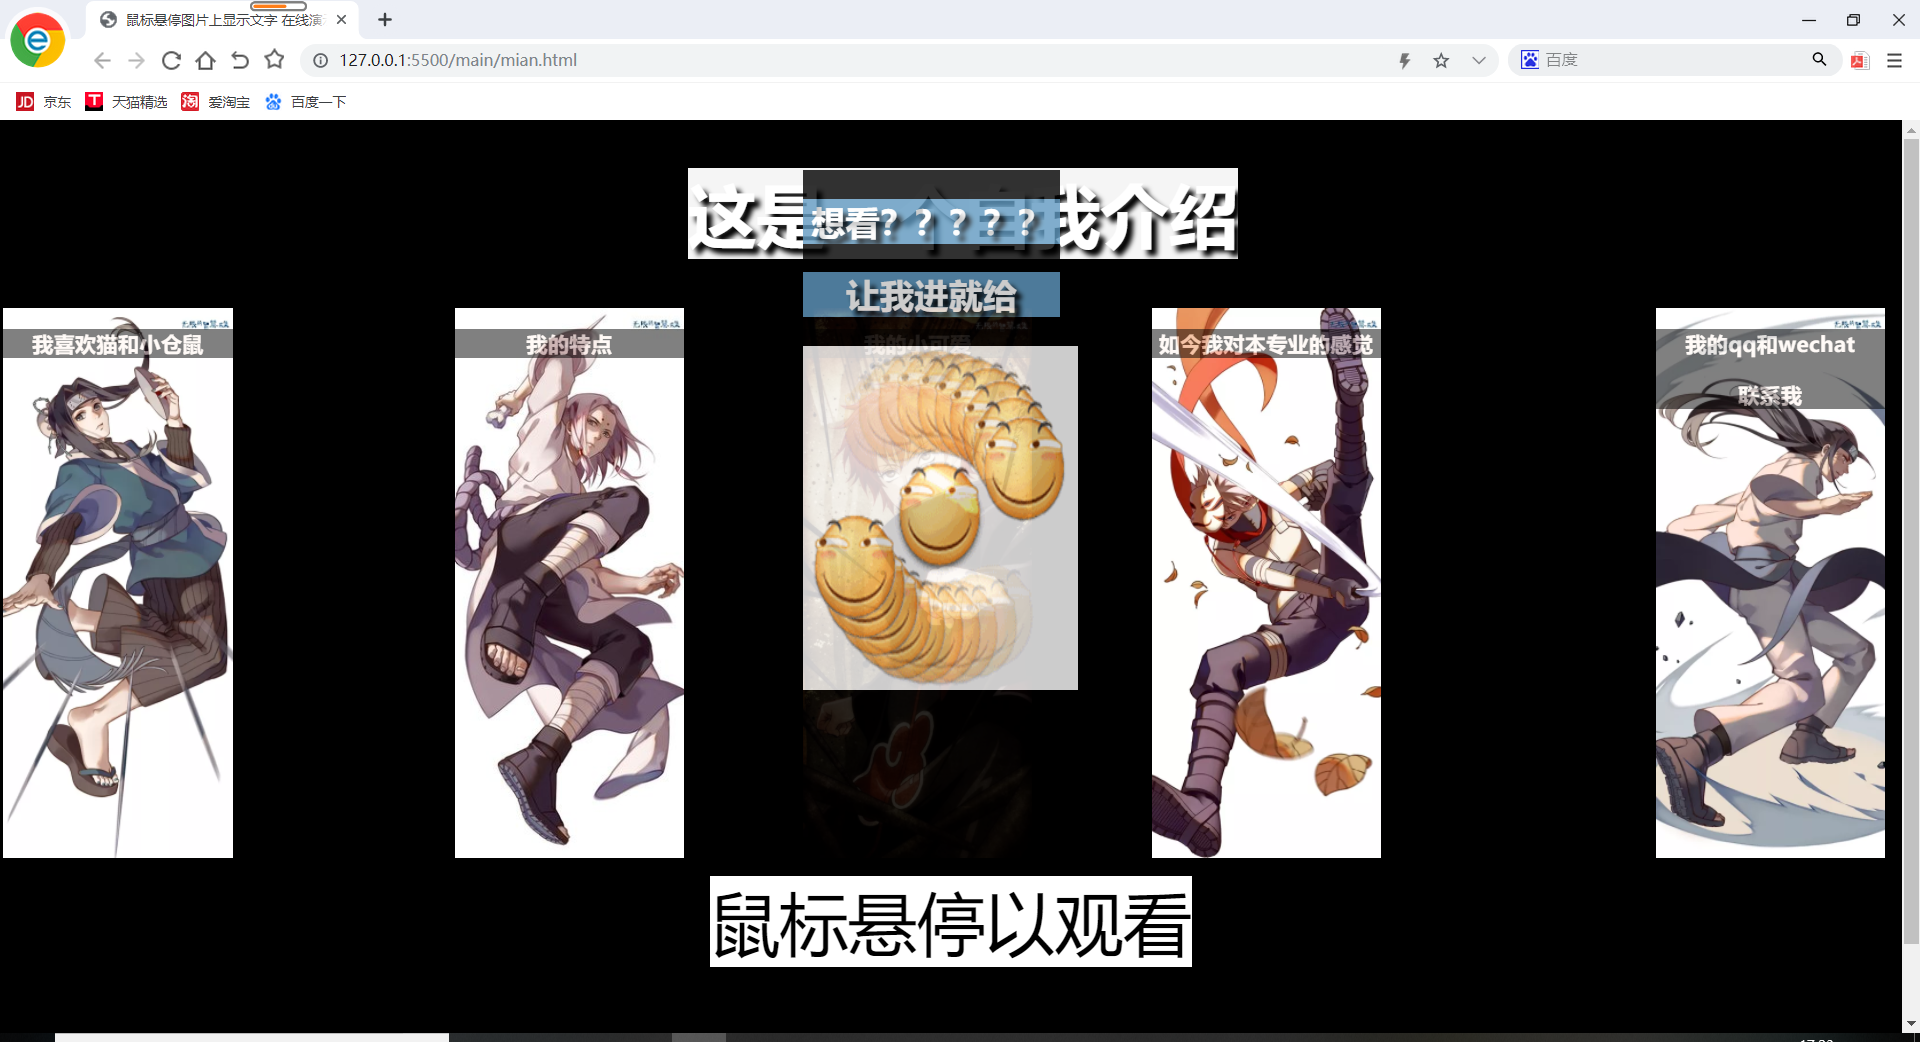 鼠标悬停图片上显示文字 在线演
127.0.0.1:5500/main/mian.html
百度
京东
天猫精选
爱淘宝
百度一下
这是一个自我介绍
想看？？？？？
让我进就给
我喜欢猫和小仓鼠
我的特点
我的小可爱
如今我对本专业的感觉
我的qq和wechat
联系我
鼠标悬停以观看